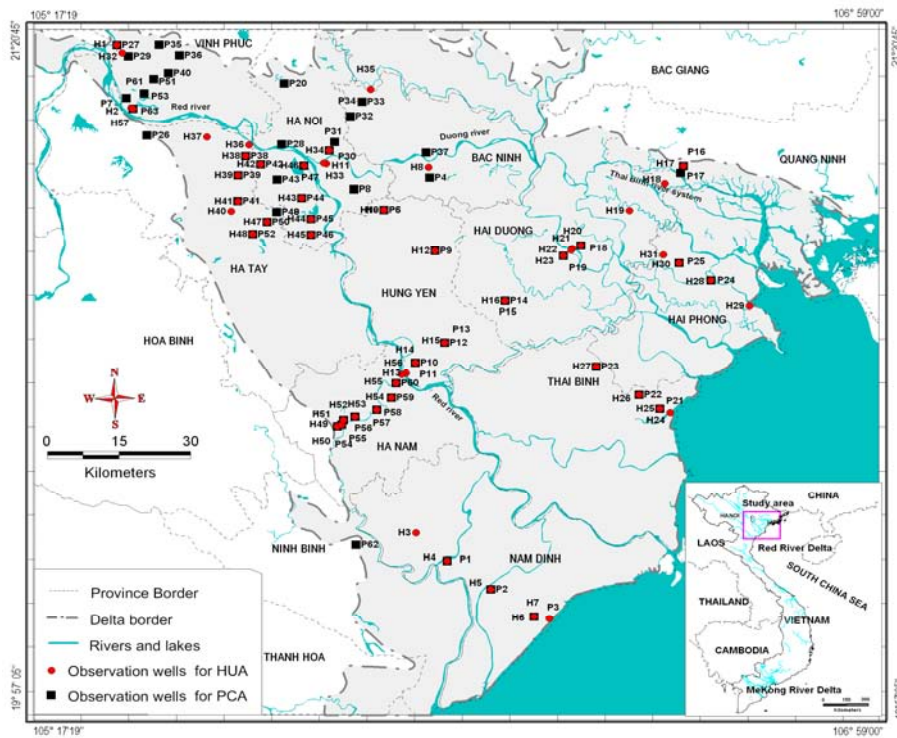 105° 17'19
106° 59'00
21°20'45
21°20'45
H1 P27
P35
VINH PHUC
H32 P29
P36
P40
P61 P51
P53
P7
H2 P63
H57
P26
Red river
P20
H35
P34 P33
P32
BAC GIANG
HA NOI
H37
H36
P28
P31
H34 P30
H11
H33
Duong river
P37
BAC NINH
H8
P4
H38 P38
H42 P42
H46
P47
H39 P39
P43
P8
H43 P44
H41 P41
H40
P49
H44 P45
H47 P50
H48 P52
H45 P46
P6
P16
H17
P17
H18
QUANG NINH
Thai Binh river system
H19
HAI DUONG
H20
H21
H22 P18
H23
P19
H31
H30 P25
H28 P24
H29
HAI PHONG
HA TAY
H12 P9
HUNG YEN
H16 P14
P15
HOA BINH
P13
H15 P12
H14
H56 P10
H13 P11
H55 P60
H54 P59
H52 H53 P58
H51
H49 P57
P56
H50 P54 P55
Red river
HA NAM
H27 P23
THAI BINH
H26 P22
P21
H25
H24
N
W E
S
0 15 30
Kilometers
NINH BINH
P62
H3
H4 P1
NAM DINH
H5
P2
H7 P3
H6
THANH HOA
Province Border
Delta border
Rivers and lakes
Observation wells for HUA
Observation wells for PCA
Study area
CHINA
HANOI
LAOS
Red River Delta
SOUTH CHINA SEA
THAILAND
VIETNAM
CAMBODIA
MeKong River Delta
Kilometers
19° 57'05
105° 17'19
106° 59'00